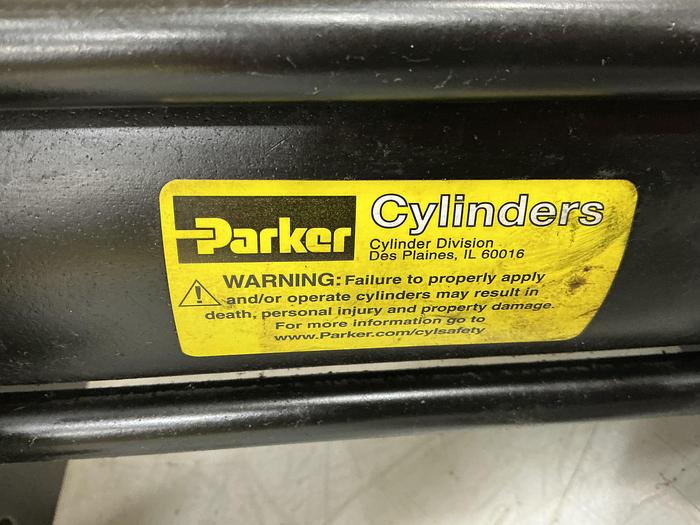 Parker
Cylinders
Cylinder Division
Des Plaines, IL 60016
WARNING: Failure to properly apply
and/or operate cylinders may result in
death, personal injury and property damage.
For more information go to
www.Parker.com/cylsafety